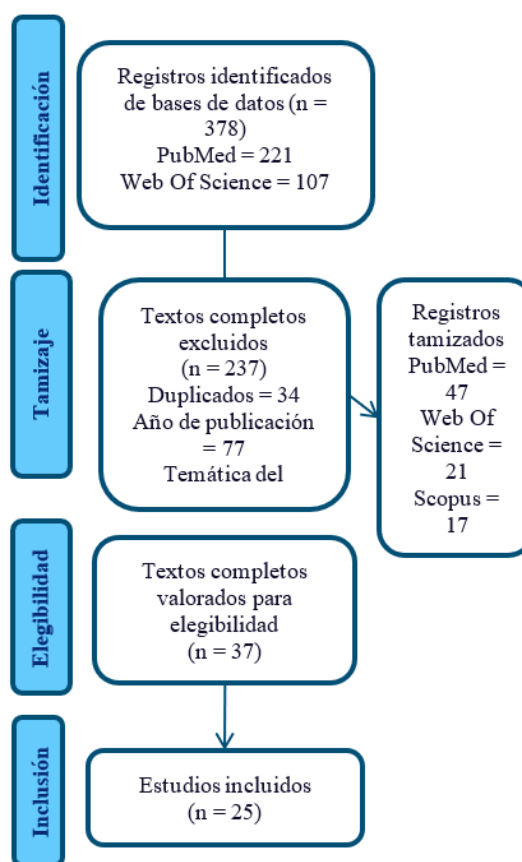 Identificación
Registros identificados
de bases de datos (n =
378)
PubMed = 221
Web Of Science = 107
Tamizaje
Textos completos
excluidos
(n = 237)
Duplicados = 34
Año de publicación
= 77
Temática del
Registros
tamizados
PubMed =
47
Web Of
Science =
21
Scopus =
17
Elegibilidad
Textos completos
valorados para
elegibilidad
(n = 37)
Inclusión
Estudios incluidos
(n = 25)